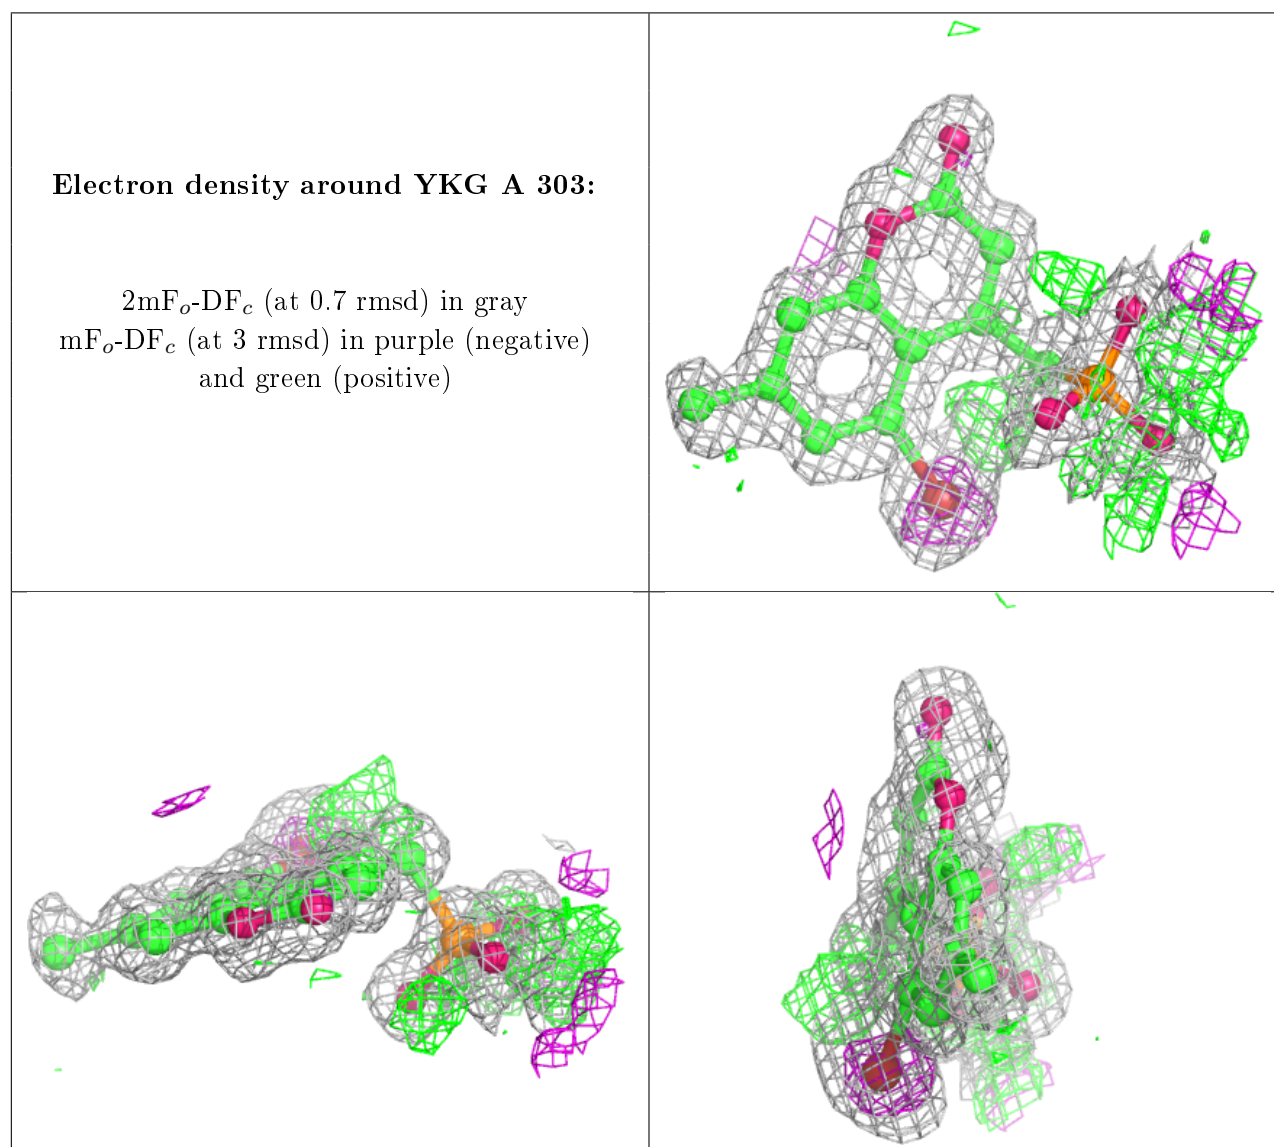 Electron density around YKG A 303:
2mFₒ-DF𝒸 (at 0.7 rmsd) in gray
mFₒ-DF𝒸 (at 3 rmsd) in purple (negative)
and green (positive)